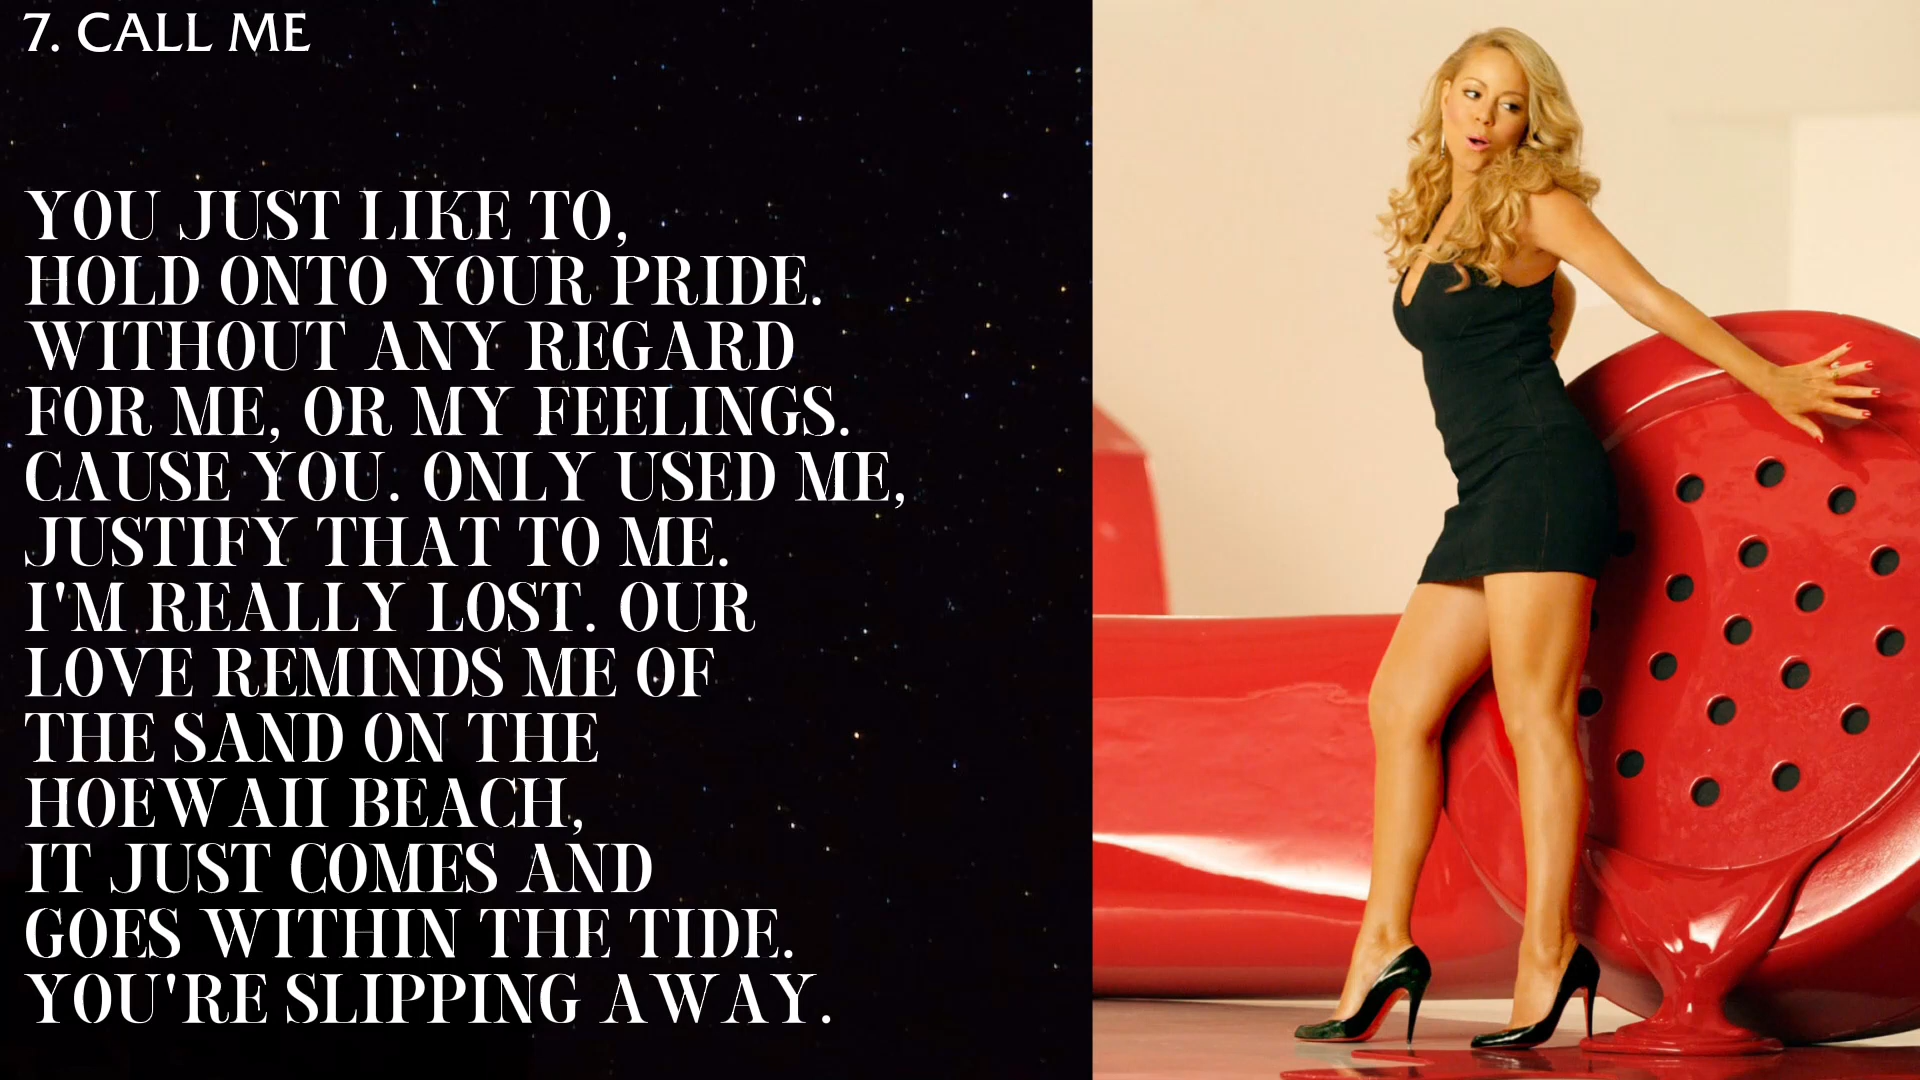 7. CALL ME
YOU JUST LIKE TO,
HOLD ONTO YOUR PRIDE.
WITHOUT ANY REGARD
FOR ME, OR MY FEELINGS.
CAUSE YOU. ONLY USED ME,
JUSTIFY THAT TO ME.
I'M REALLY LOST. OUR
LOVE REMINDS ME OF
THE SAND ON THE
HOEWAII BEACH,
IT JUST COMES AND
GOES WITHIN THE TIDE.
YOU'RE SLIPPING AWAY.